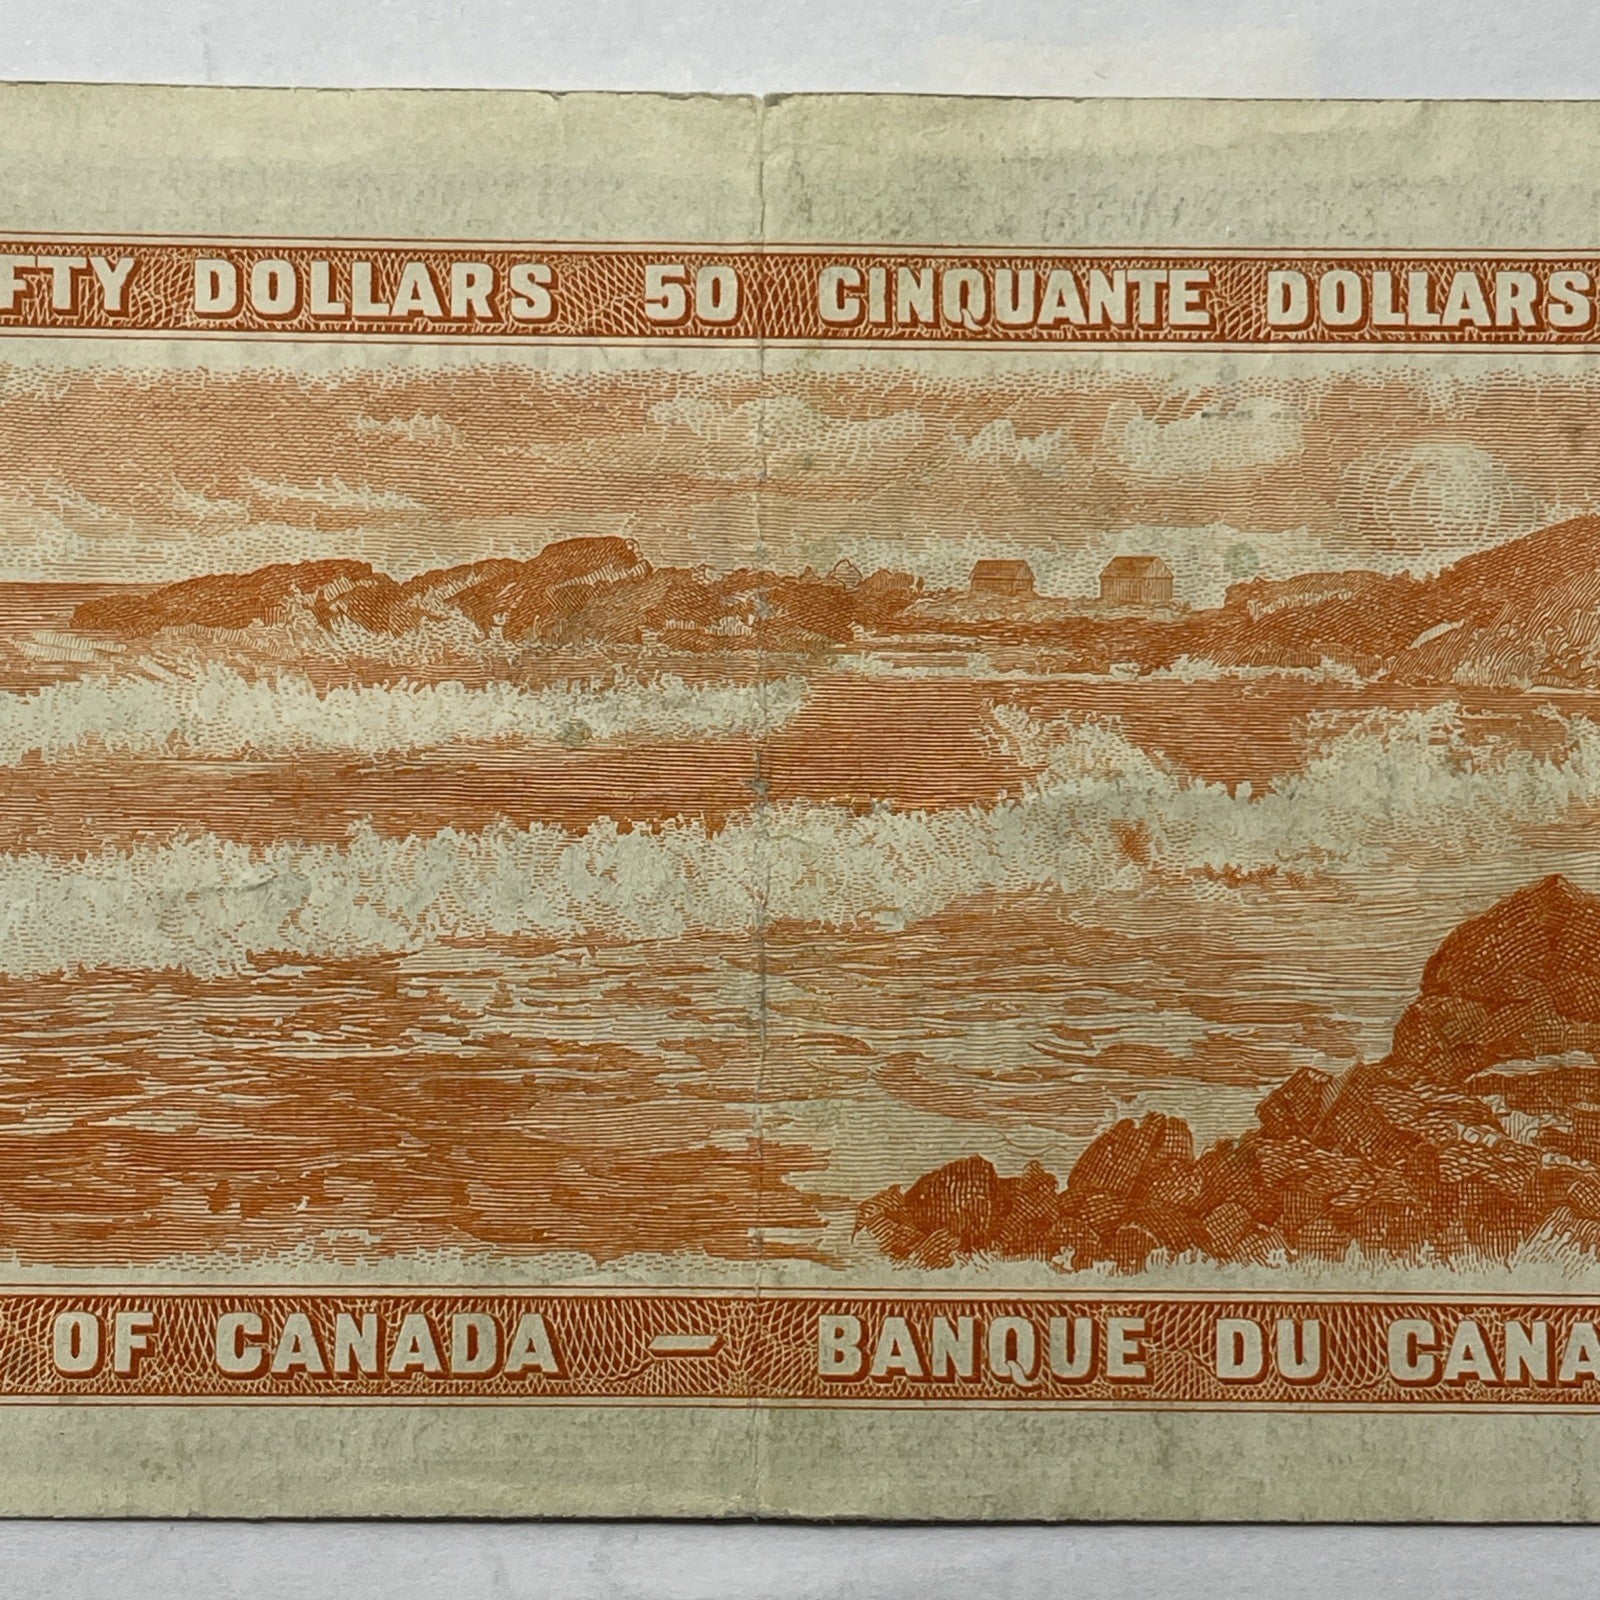 FTY DOLLARS 50 CINQUANTE DOLLARS
OF CANADA — BANQUE DU CANA